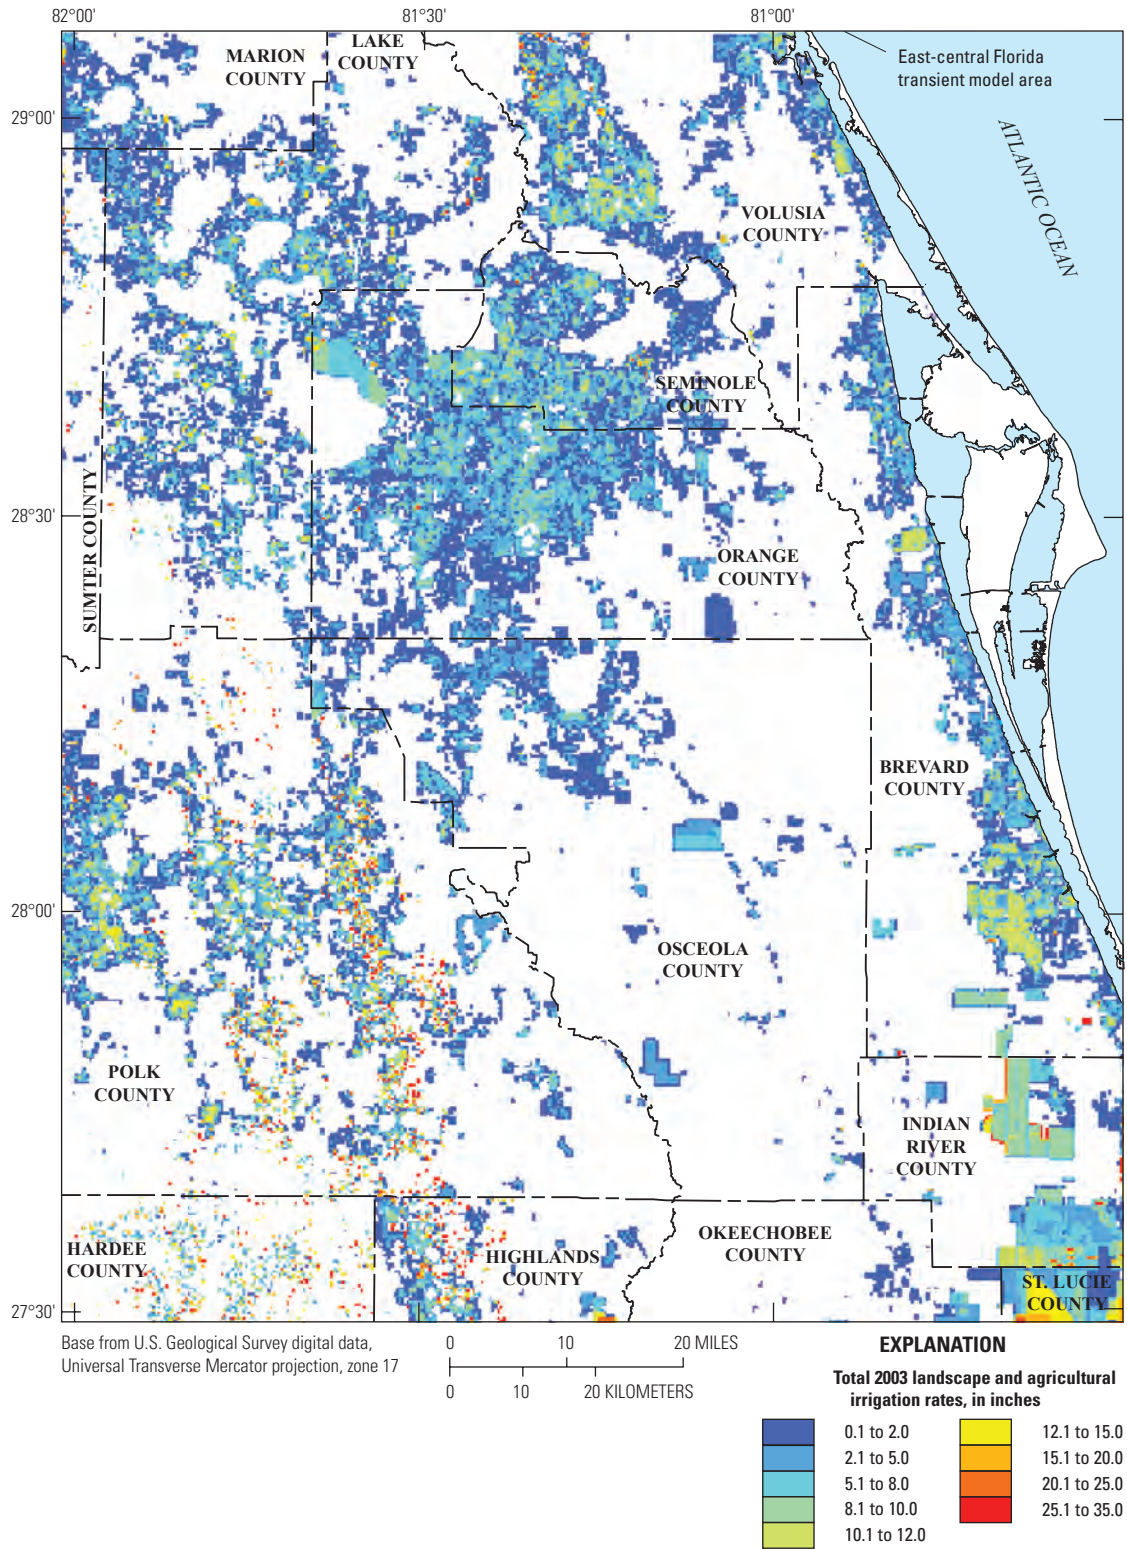 82°00'
81°30'
81°00'
MARION
COUNTY
LAKE
COUNTY
East-central Florida
transient model area
29°00'
ATLANTIC OCEAN
VOLUSIA
COUNTY
SEMINOLE
COUNTY
SUMTER COUNTY
28°30'
ORANGE
COUNTY
BREVARD
COUNTY
28°00'
OSCEOLA
COUNTY
POLK
COUNTY
INDIAN
RIVER
COUNTY
HARDEE
COUNTY
HIGHLANDS
COUNTY
OKEECHOBEE
COUNTY
ST. LUCIE
COUNTY
27°30'
Base from U.S. Geological Survey digital data,
Universal Transverse Mercator projection, zone 17
0 10 20 MILES
0 10 20 KILOMETERS
EXPLANATION
Total 2003 landscape and agricultural
irrigation rates, in inches
0.1 to 2.0
2.1 to 5.0
5.1 to 8.0
8.1 to 10.0
10.1 to 12.0
12.1 to 15.0
15.1 to 20.0
20.1 to 25.0
25.1 to 35.0